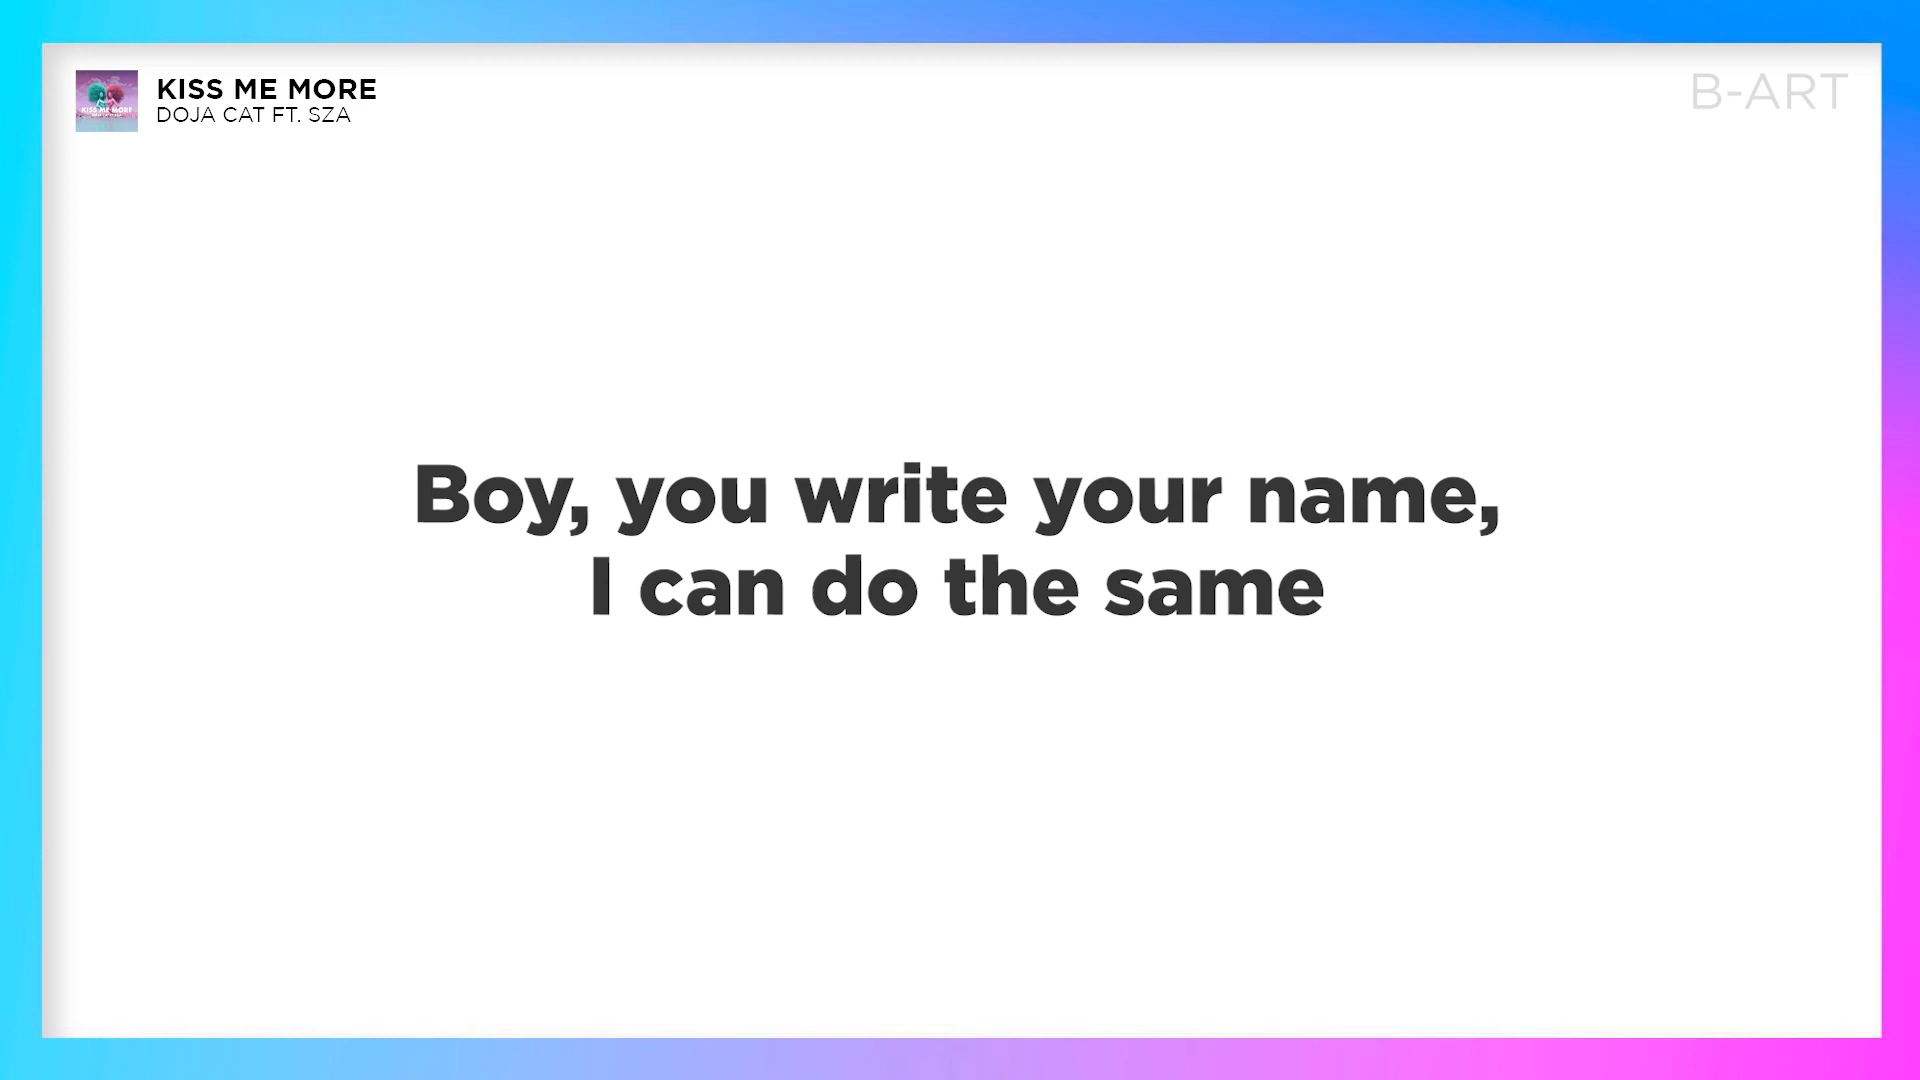 KISS ME MORE
DOJA CAT FT. SZA
B-ART
Boy, you write your name,
I can do the same